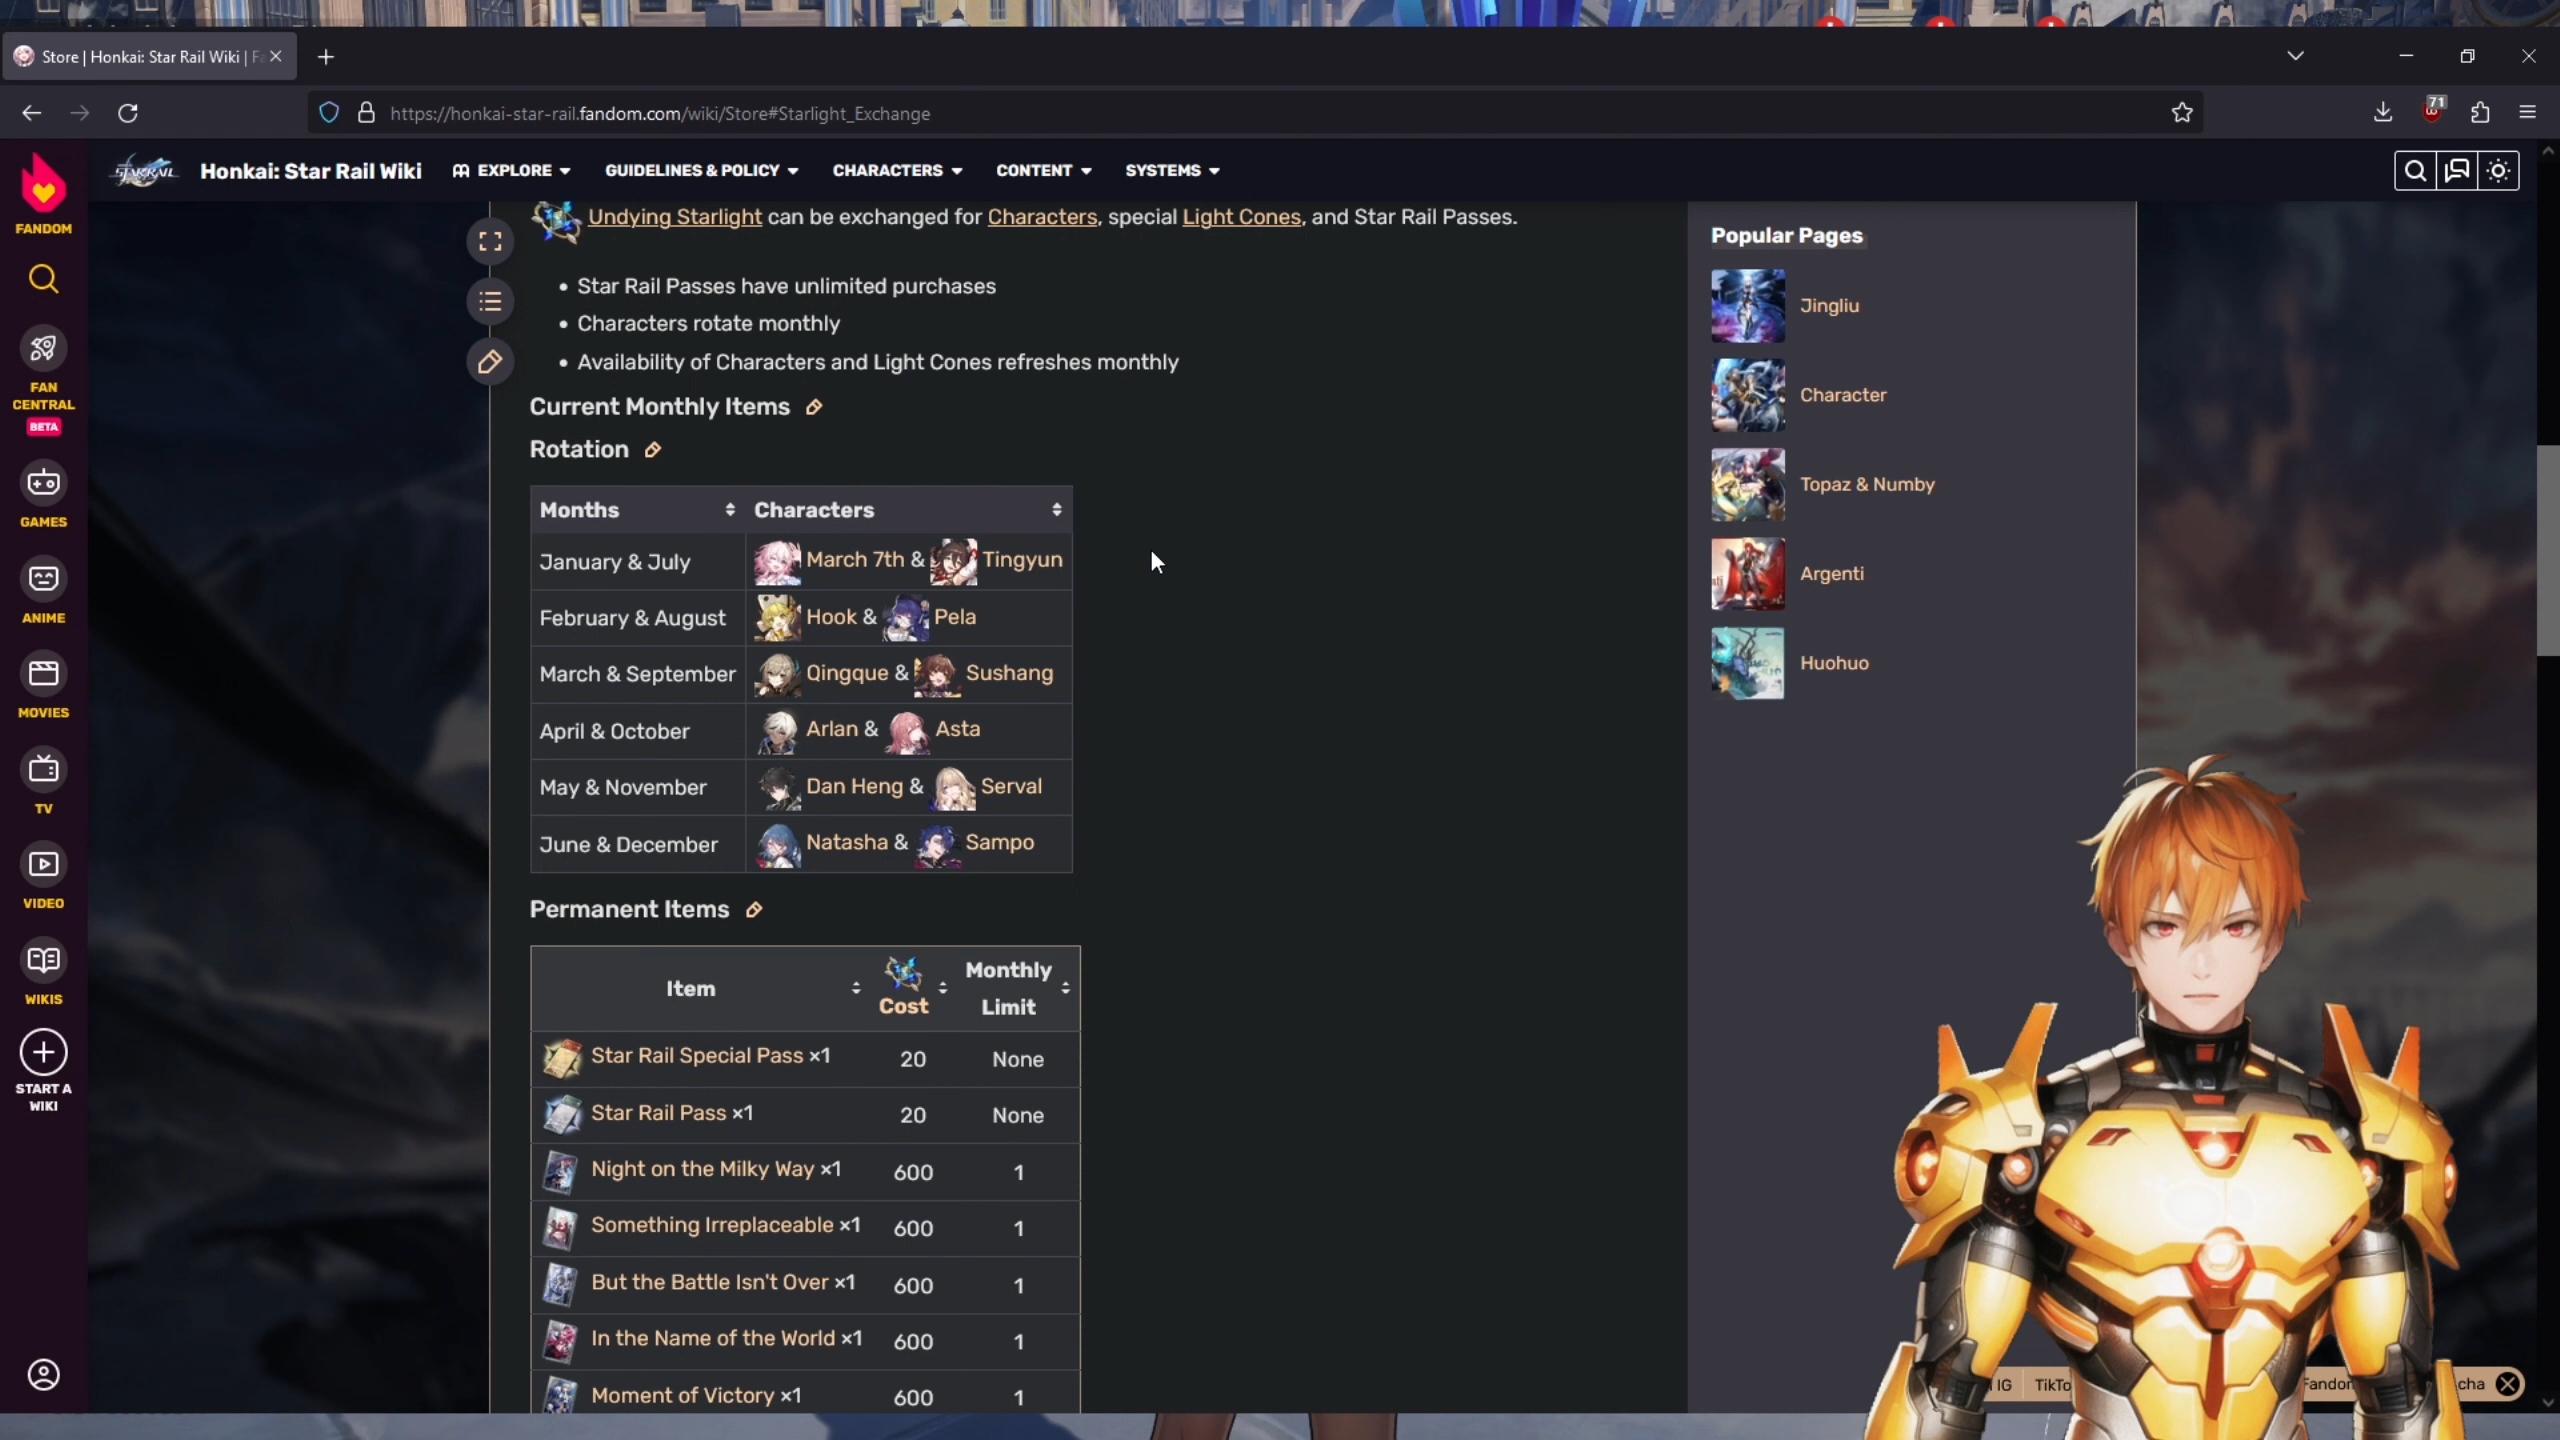 Store | Honkai: Star Rail Wiki | Fa
https://honkai-star-rail.fandom.com/wiki/Store#Starlight_Exchange
71
FANDOM
FAN CENTRAL
BETA
GAMES
ANIME
MOVIES
TV
VIDEO
WIKIS
START A WIKI
STAR RAIL
Honkai: Star Rail Wiki
EXPLORE
GUIDELINES & POLICY
CHARACTERS
CONTENT
SYSTEMS
Undying Starlight can be exchanged for Characters, special Light Cones, and Star Rail Passes.
• Star Rail Passes have unlimited purchases
• Characters rotate monthly
• Availability of Characters and Light Cones refreshes monthly
Current Monthly Items
Rotation
Months Characters
January & July March 7th & Tingyun
February & August Hook & Pela
March & September Qingque & Sushang
April & October Arlan & Asta
May & November Dan Heng & Serval
June & December Natasha & Sampo
Permanent Items
Item Cost Monthly Limit
Star Rail Special Pass ×1 20 None
Star Rail Pass ×1 20 None
Night on the Milky Way ×1 600 1
Something Irreplaceable ×1 600 1
But the Battle Isn't Over ×1 600 1
In the Name of the World ×1 600 1
Moment of Victory ×1 600 1
Popular Pages
Jingliu
Character
Topaz & Numby
Argenti
Huohuo
IG
TikTo
Fandom
cha